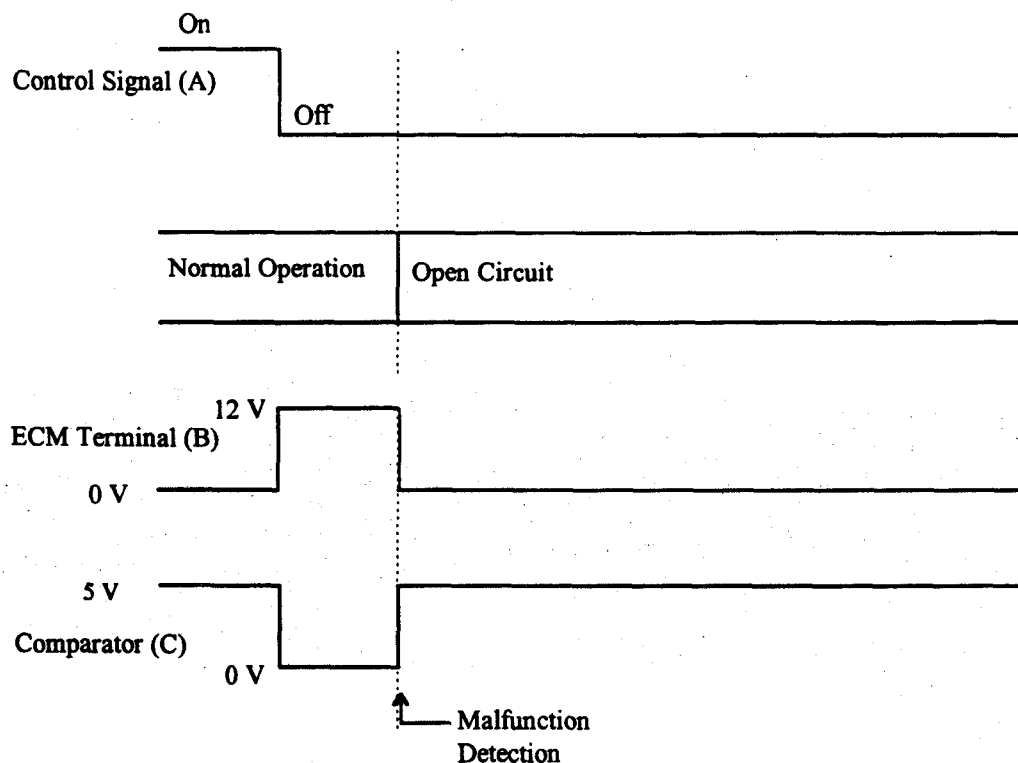 On
Control Signal (A)
Off
Normal Operation
Open Circuit
12 V
ECM Terminal (B)
0 V
5 V
Comparator (C)
0 V
Malfunction
Detection